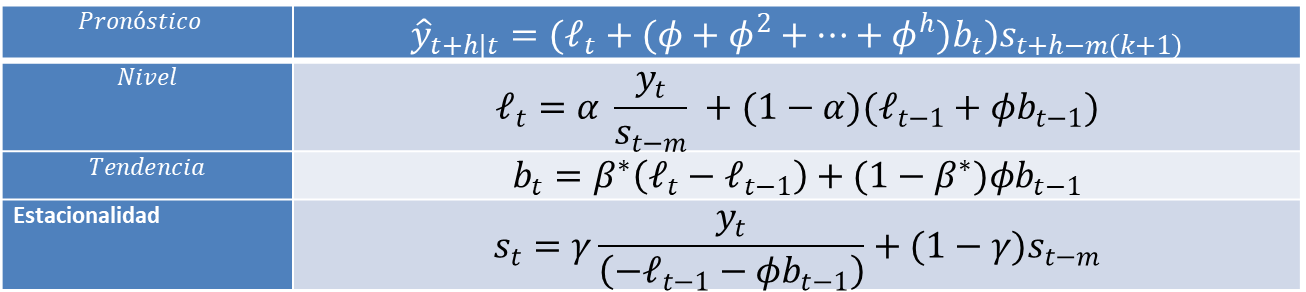 Pronóstico ŷ_{t+h|t} = (ℓ_t + (ϕ + ϕ^2 + ⋯ + ϕ^h)b_t)s_{t+h−m(k+1)}
Nivel ℓ_t = α y_t/s_{t−m} + (1 − α)(ℓ_{t−1} + ϕb_{t−1})
Tendencia b_t = β^*(ℓ_t − ℓ_{t−1}) + (1 − β^*)ϕb_{t−1}
Estacionalidad s_t = γ y_t/(−ℓ_{t−1} − ϕb_{t−1}) + (1 − γ)s_{t−m}